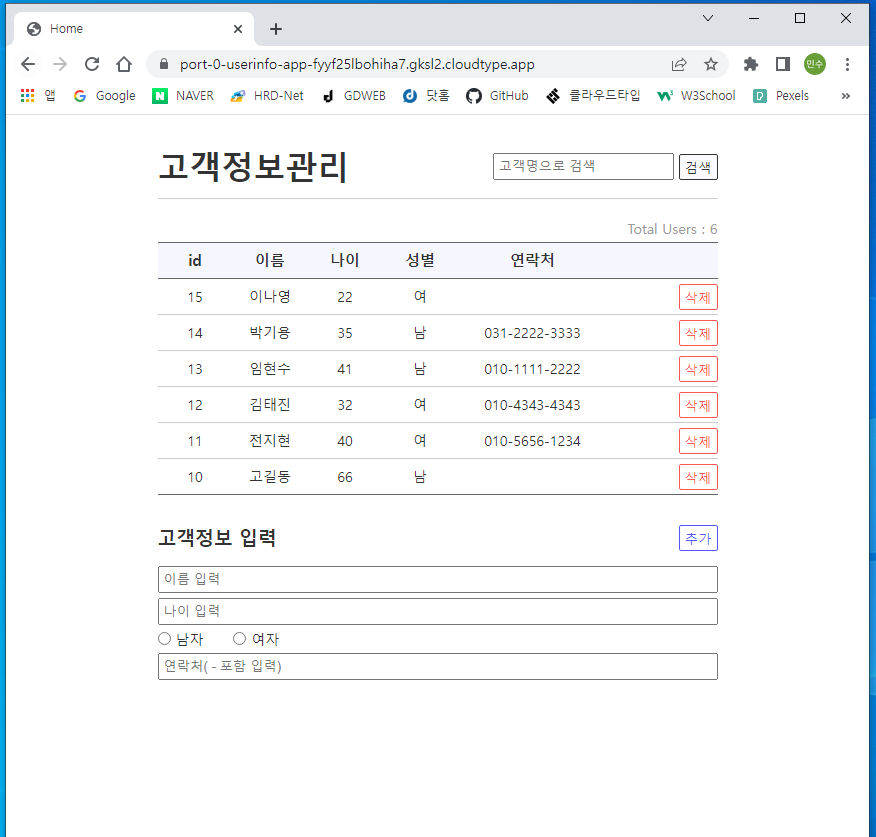 Home
port-0-userinfo-app-fyyf25lbohiha7.gksl2.cloudtype.app 민수
앱 Google NAVER HRD-Net GDWEB 닷홈 GitHub 클라우드타입 W3School Pexels »
고객정보관리 고객명으로 검색 검색
Total Users : 6
id 이름 나이 성별 연락처
15 이나영 22 여 삭제
14 박기용 35 남 031-2222-3333 삭제
13 임현수 41 남 010-1111-2222 삭제
12 김태진 32 여 010-4343-4343 삭제
11 전지현 40 여 010-5656-1234 삭제
10 고길동 66 남 삭제
고객정보 입력 추가
이름 입력
나이 입력
남자 여자
연락처( - 포함 입력)